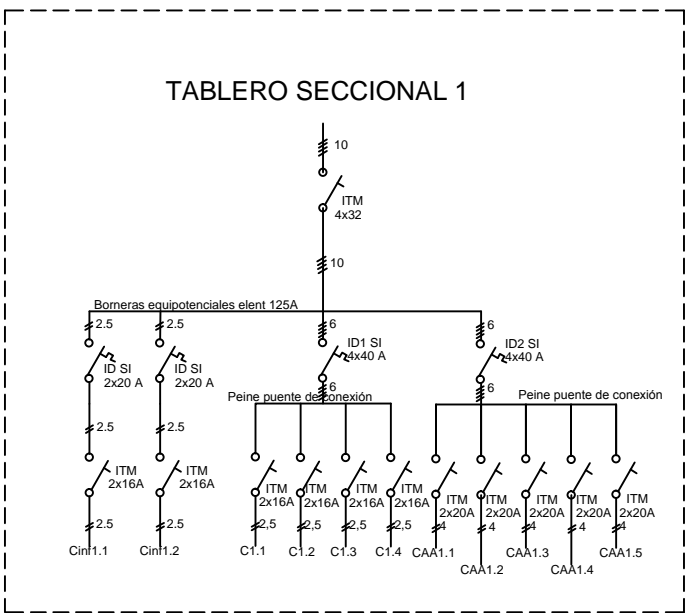 TABLERO SECCIONAL 1
10
ITM
4x32
10
Borneras equipotenciales elent 125A
2.5
2.5
6
6
ID SI
2x20 A
ID SI
2x20 A
ID1 SI
4x40 A
ID2 SI
4x40 A
6
6
Peine puente de conexión
Peine puente de conexión
2.5
2.5
ITM
2x16A
ITM
2x16A
ITM
2x16A
ITM
2x16A
ITM
2x16A
ITM
2x16A
ITM
2x20A
ITM
2x20A
ITM
2x20A
ITM
2x20A
ITM
2x20A
2.5
2.5
2,5
2,5
2,5
2,5
4
4
4
4
4
Cinf1.1
Cinf1.2
C1.1
C1.2
C1.3
C1.4
CAA1.1
CAA1.2
CAA1.3
CAA1.4
CAA1.5